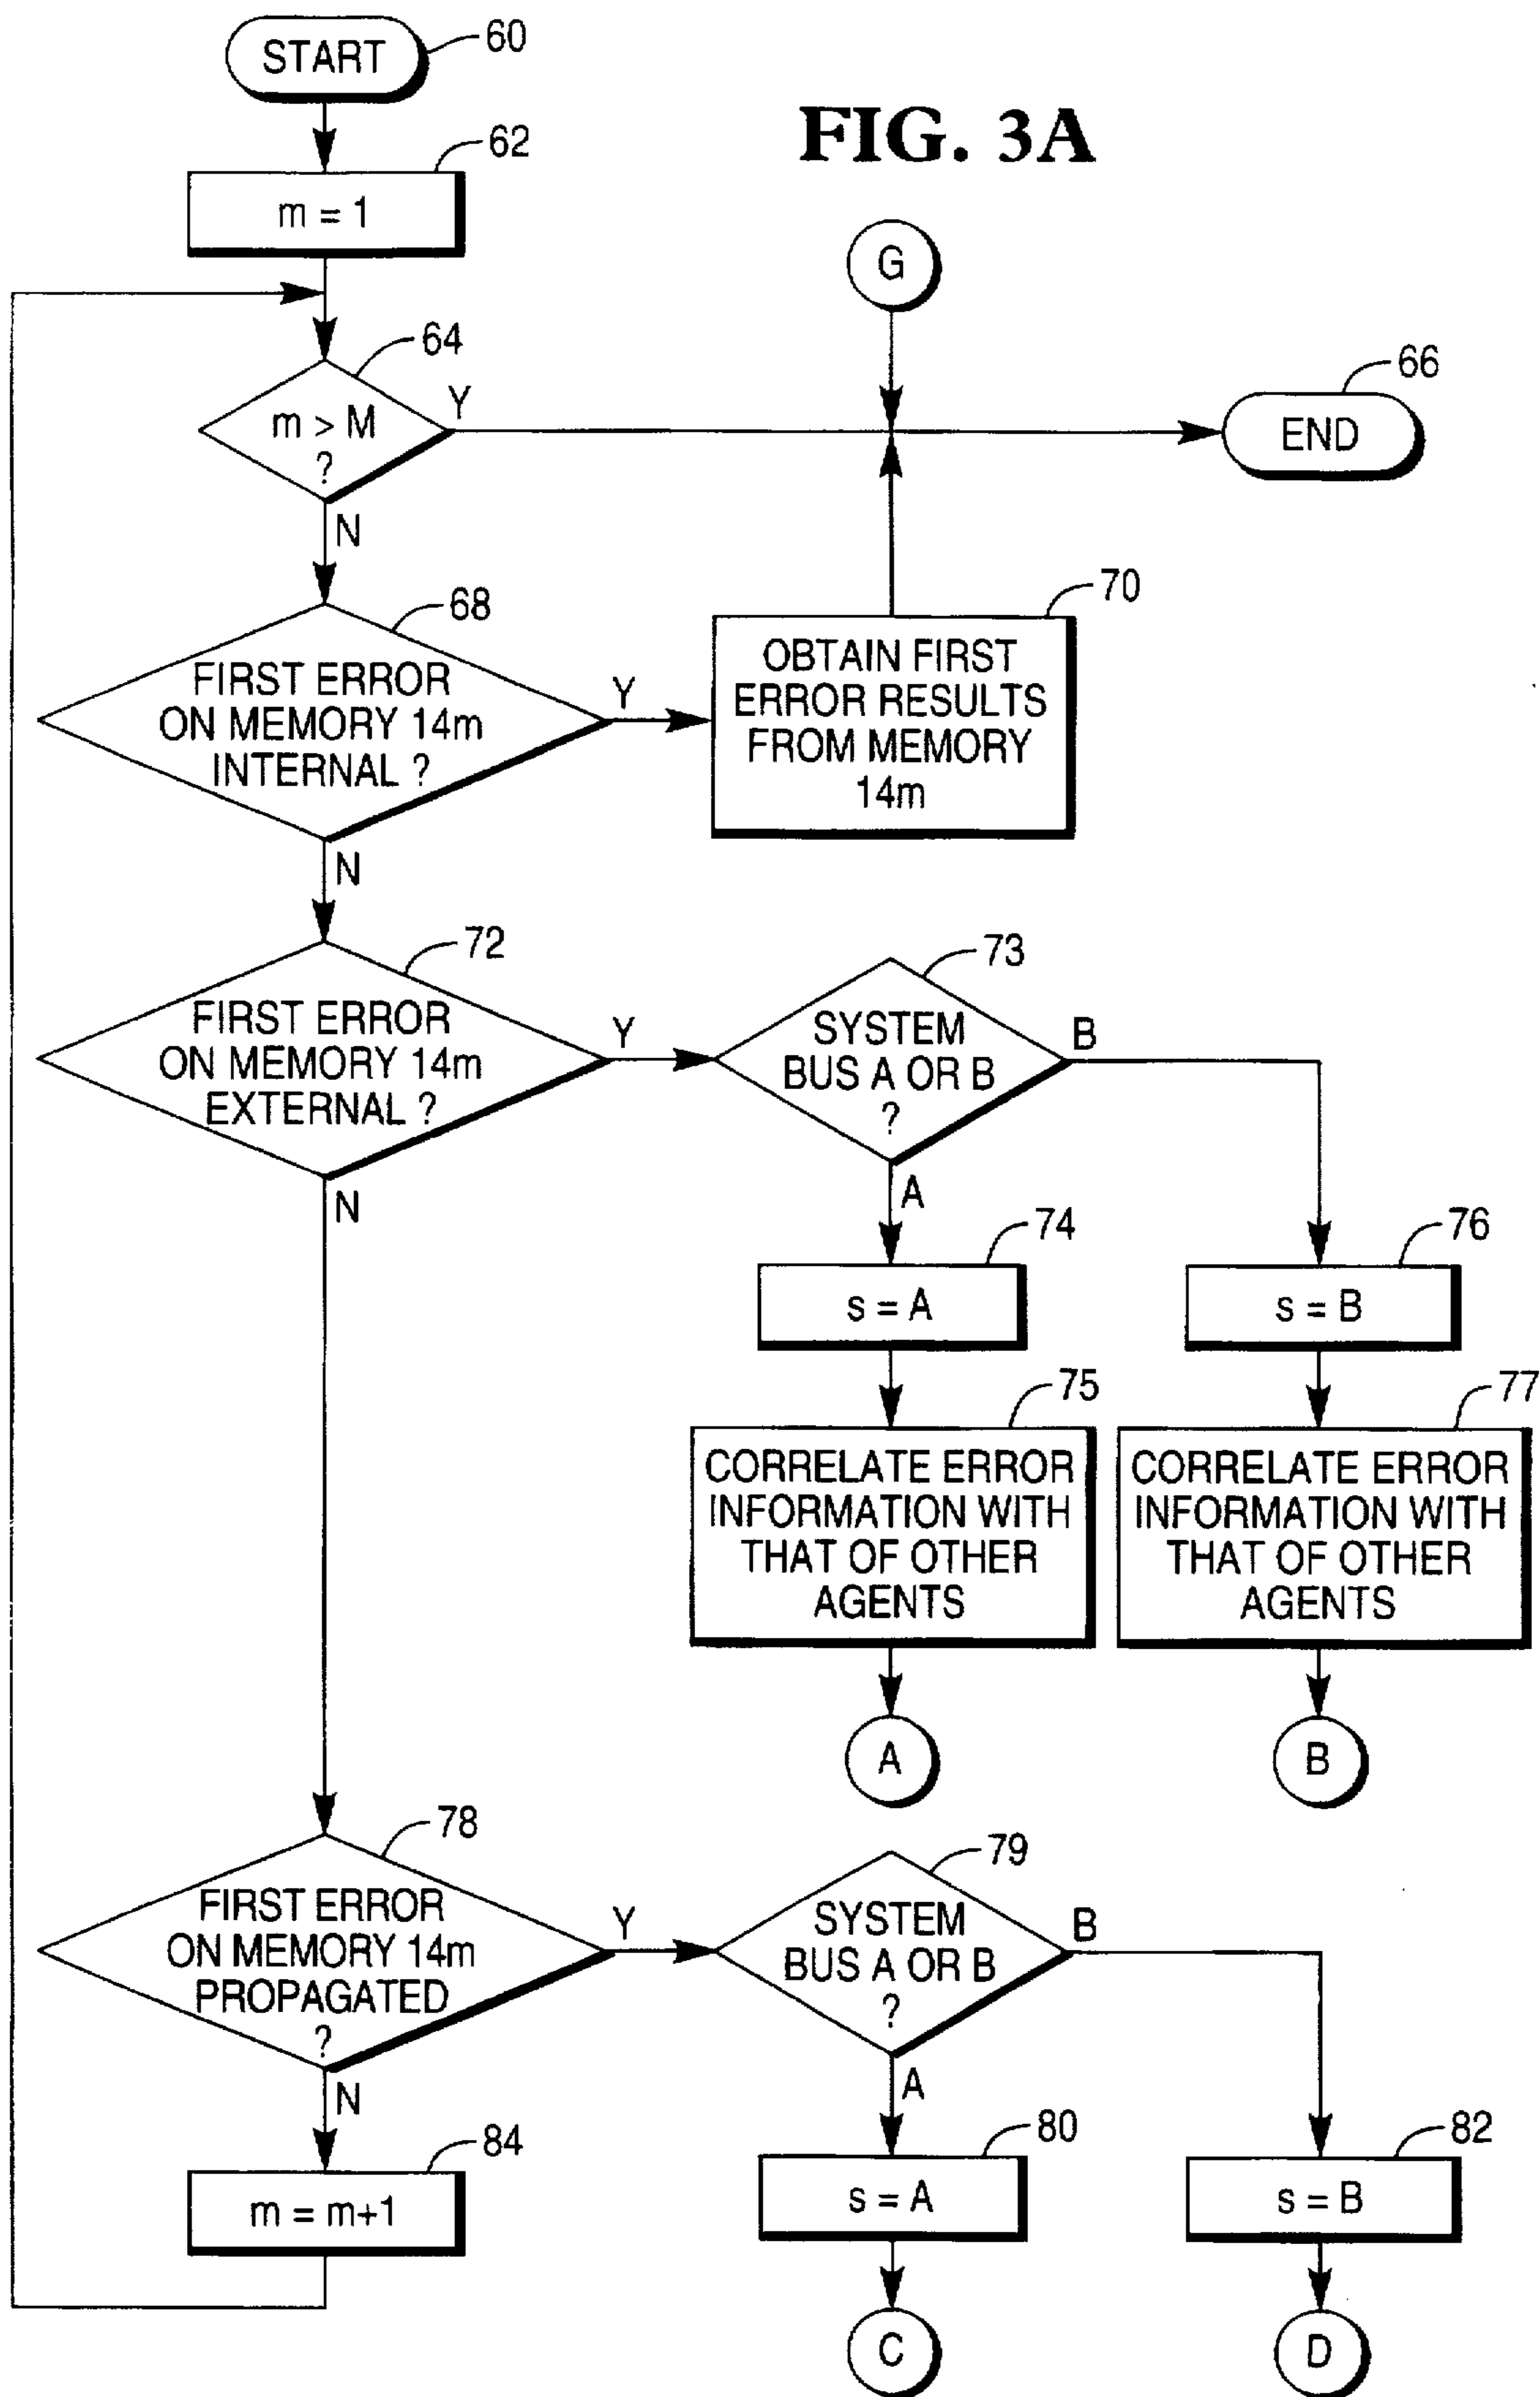 START
60
FIG. 3A
62
m = 1
G
64
m > M
?
Y
66
END
N
68
FIRST ERROR
ON MEMORY 14m
INTERNAL ?
Y
70
OBTAIN FIRST
ERROR RESULTS
FROM MEMORY
14m
N
72
FIRST ERROR
ON MEMORY 14m
EXTERNAL ?
Y
73
SYSTEM
BUS A OR B
?
B
N
A
74
s = A
76
s = B
75
CORRELATE ERROR
INFORMATION WITH
THAT OF OTHER
AGENTS
77
CORRELATE ERROR
INFORMATION WITH
THAT OF OTHER
AGENTS
A
B
78
FIRST ERROR
ON MEMORY 14m
PROPAGATED
?
Y
79
SYSTEM
BUS A OR B
?
B
N
A
84
m = m+1
80
s = A
82
s = B
C
D